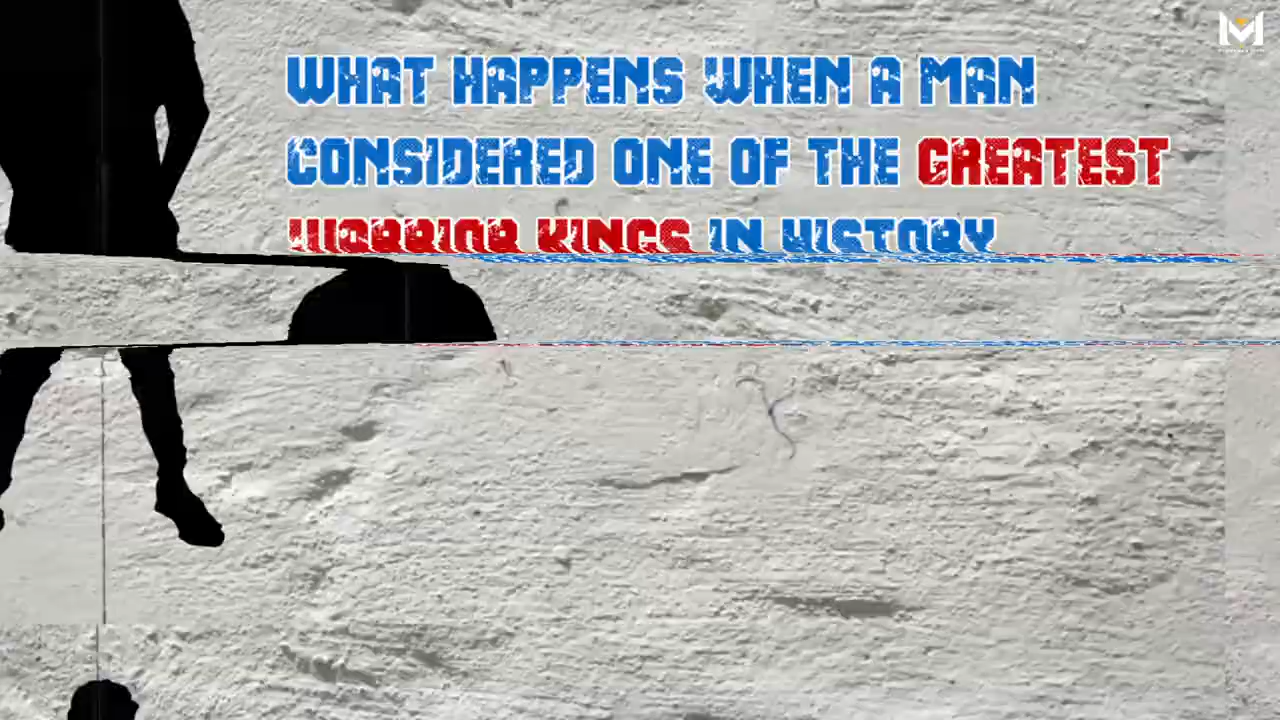 WHAT HAPPENS WHEN A MAN
CONSIDERED ONE OF THE GREATEST
WARRIOR KINGS IN HISTORY